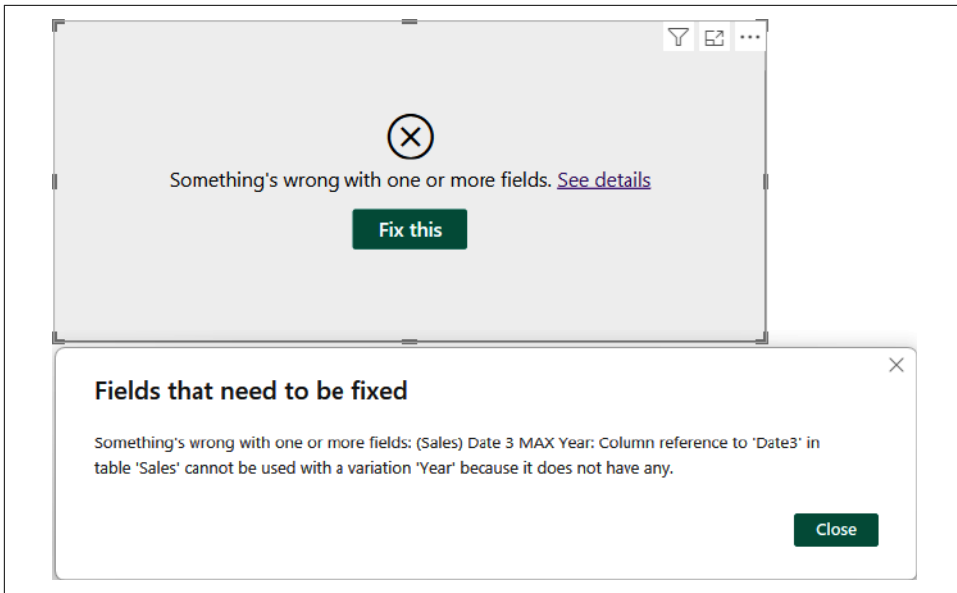 Something's wrong with one or more fields. See details
Fix this
Fields that need to be fixed
Something's wrong with one or more fields: (Sales) Date 3 MAX Year: Column reference to 'Date3' in
table 'Sales' cannot be used with a variation 'Year' because it does not have any.
Close